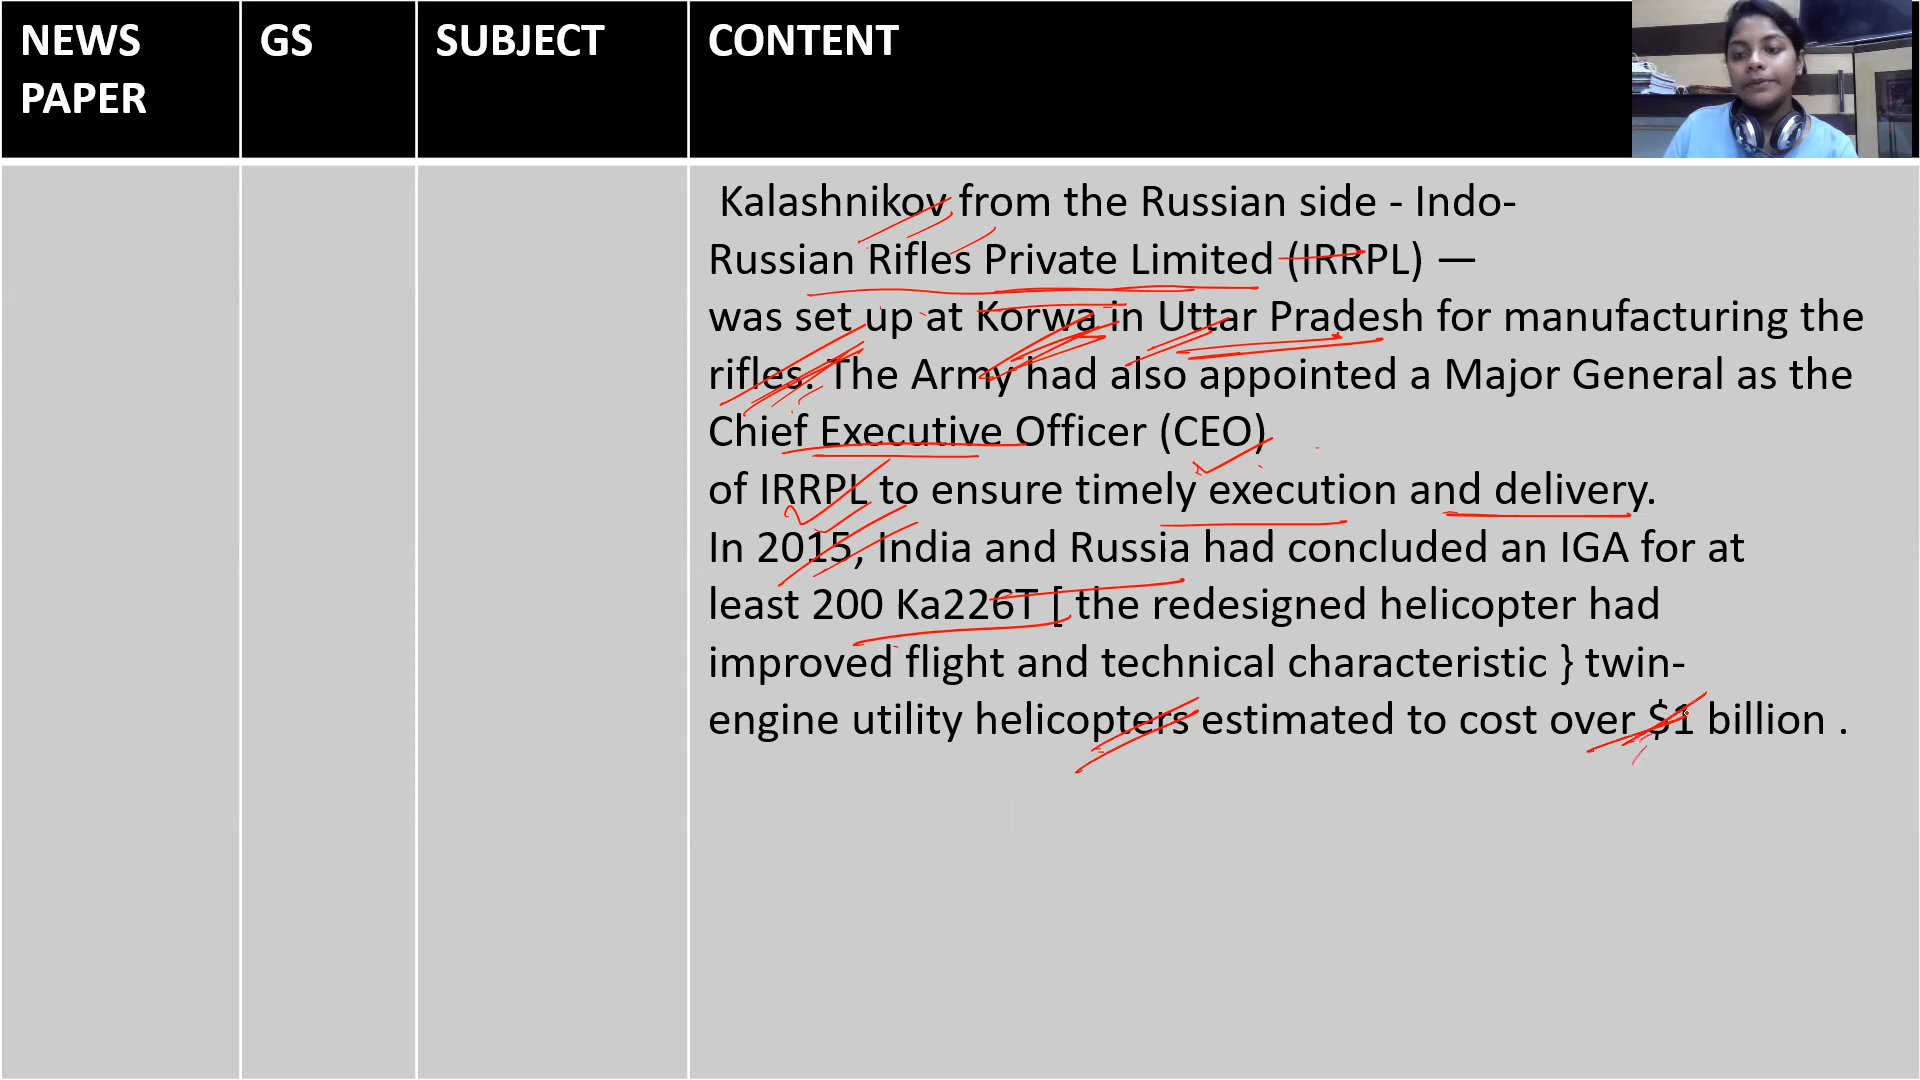 NEWS PAPER
GS
SUBJECT
CONTENT
Kalashnikov from the Russian side - Indo-
Russian Rifles Private Limited (IRRPL) —
was set up at Korwa in Uttar Pradesh for manufacturing the
rifles. The Army had also appointed a Major General as the
Chief Executive Officer (CEO)
of IRRPL to ensure timely execution and delivery.
In 2015, India and Russia had concluded an IGA for at
least 200 Ka226T [ the redesigned helicopter had
improved flight and technical characteristic } twin-
engine utility helicopters estimated to cost over $1 billion .